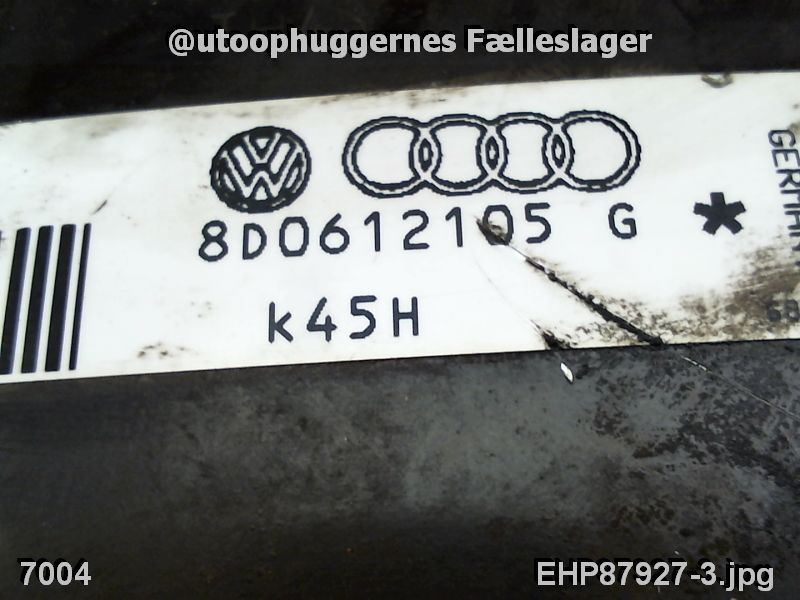 @utoophuggernes Fælleslager
8D0612105 G *
K45H
7004
EHP87927-3.jpg